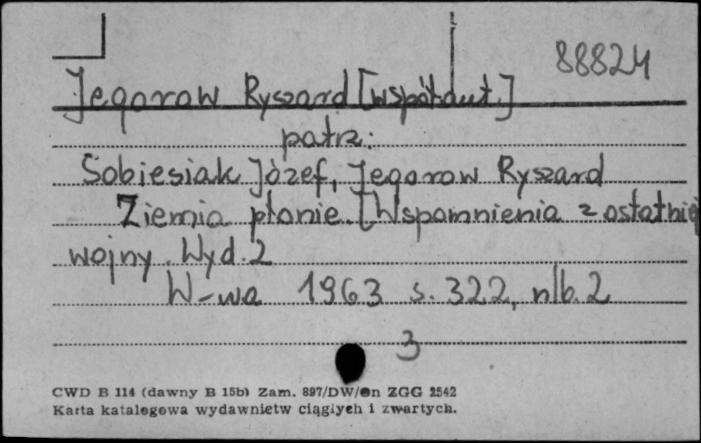 88824
Jegorow Ryszard [współaut.]
patrz:
Sobiesiak Józef, Jegorow Ryszard
Ziemia płonie. [Wspomnienia z ostatniej
wojny. Wyd. 2
W-wa 1963 s. 322, nlb. 2
3
CWD B 114 (dawny B 15b) Zam. 897/DW/en ZGG 2542
Karta katalogowa wydawnictw ciągłych i zwartych.